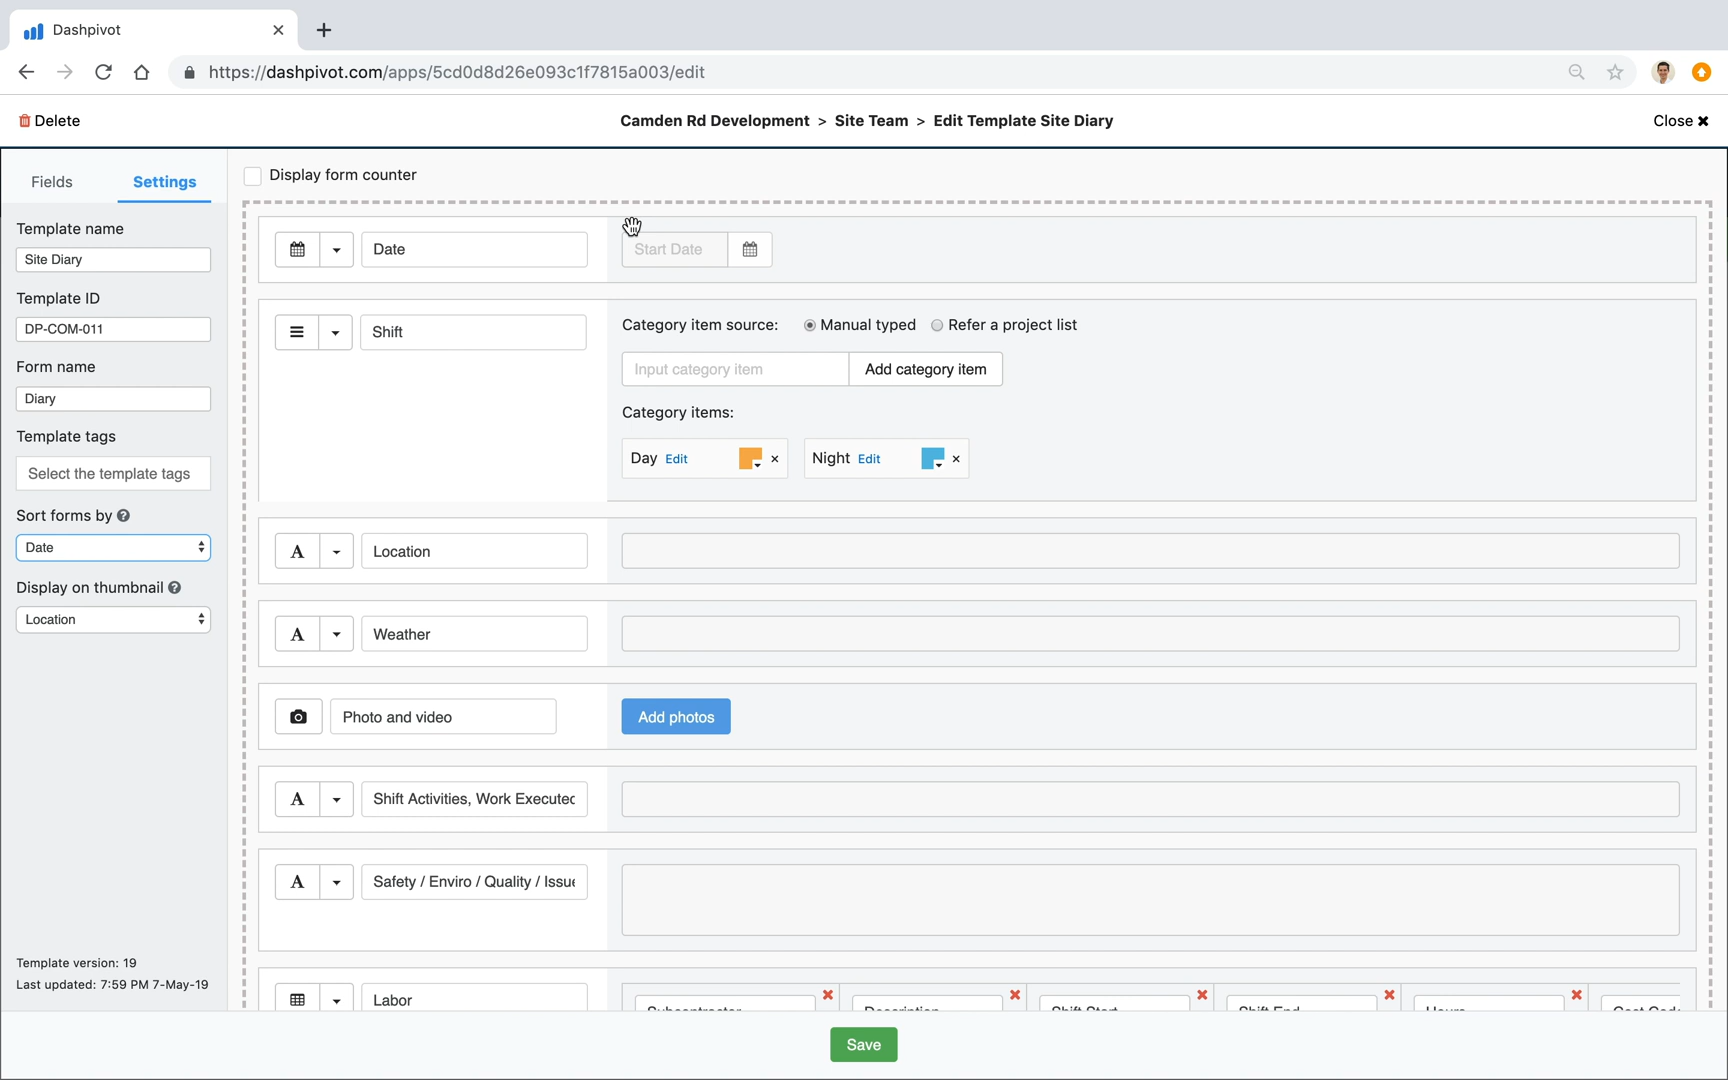 Dashpivot
https://dashpivot.com/apps/5cd0d8d26e093c1f7815a003/edit
Delete
Camden Rd Development > Site Team > Edit Template Site Diary
Close ✖
Fields
Settings
Display form counter
Template name
Site Diary
Template ID
DP-COM-011
Form name
Diary
Template tags
Select the template tags
Sort forms by
Date
Display on thumbnail
Location
Template version: 19
Last updated: 7:59 PM 7-May-19
Date
Start Date
Shift
Category item source: Manual typed Refer a project list
Input category item
Add category item
Category items:
Day Edit ×
Night Edit ×
A Location
A Weather
Photo and video
Add photos
A Shift Activities, Work Executed
A Safety / Enviro / Quality / Issue
Labor
Subcontractor Description Shift Start Shift End Hours Cost Code
Save